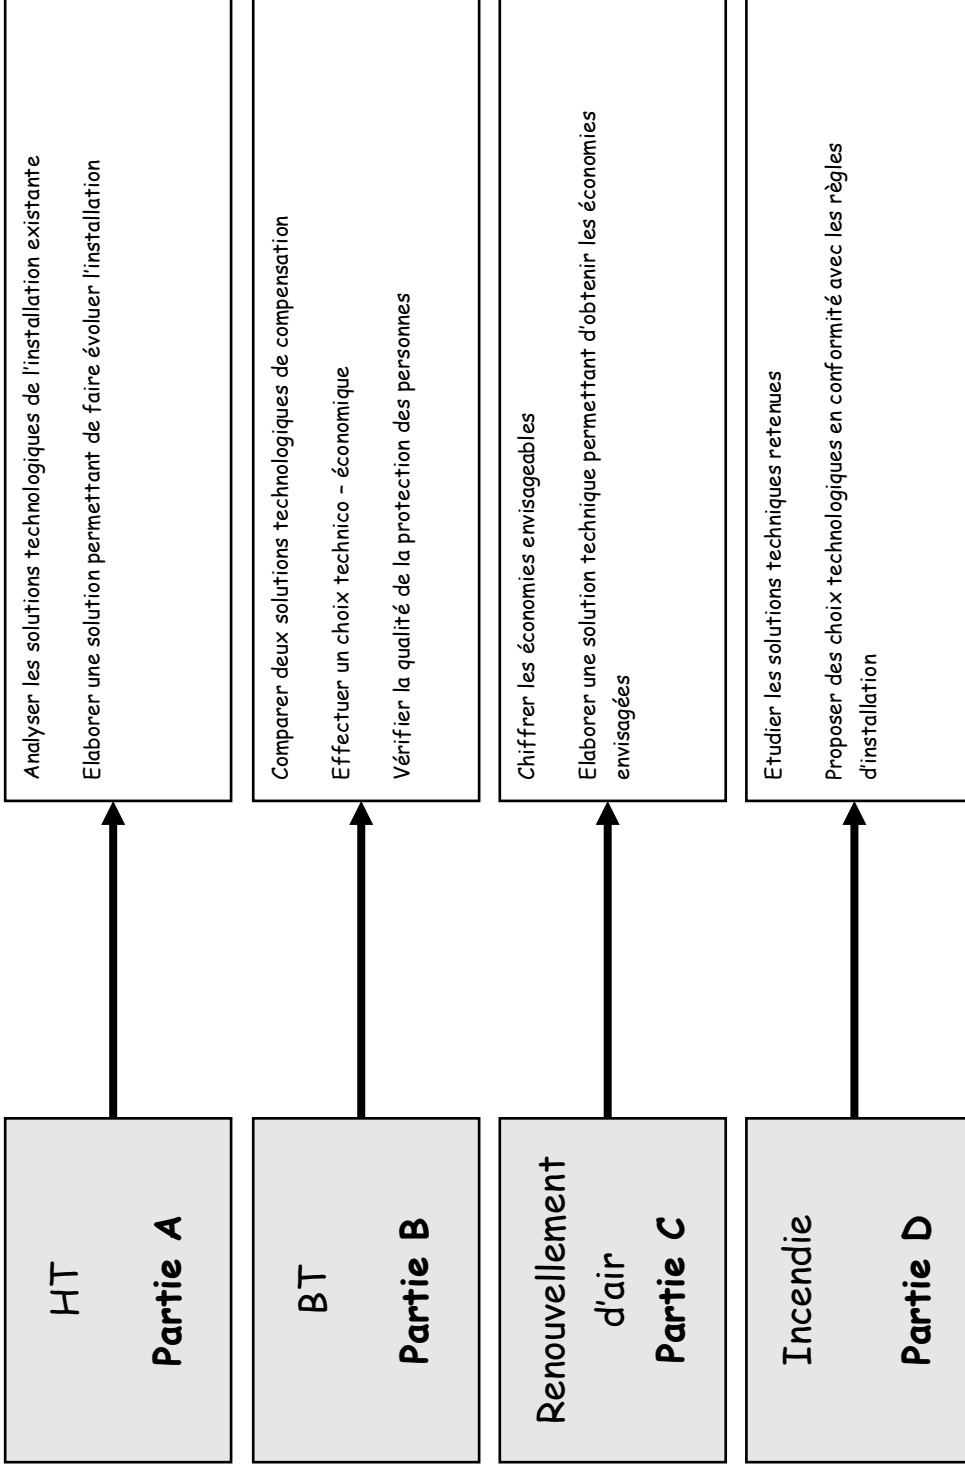 HT
Partie A
Analyser les solutions technologiques de l'installation existante
Elaborer une solution permettant de faire évoluer l'installation
BT
Partie B
Comparer deux solutions technologiques de compensation
Effectuer un choix technico - économique
Vérifier la qualité de la protection des personnes
Renouvellement
d'air
Partie C
Chiffrer les économies envisageables
Elaborer une solution technique permettant d'obtenir les économies
envisagées
Incendie
Partie D
Etudier les solutions techniques retenues
Proposer des choix technologiques en conformité avec les règles
d'installation